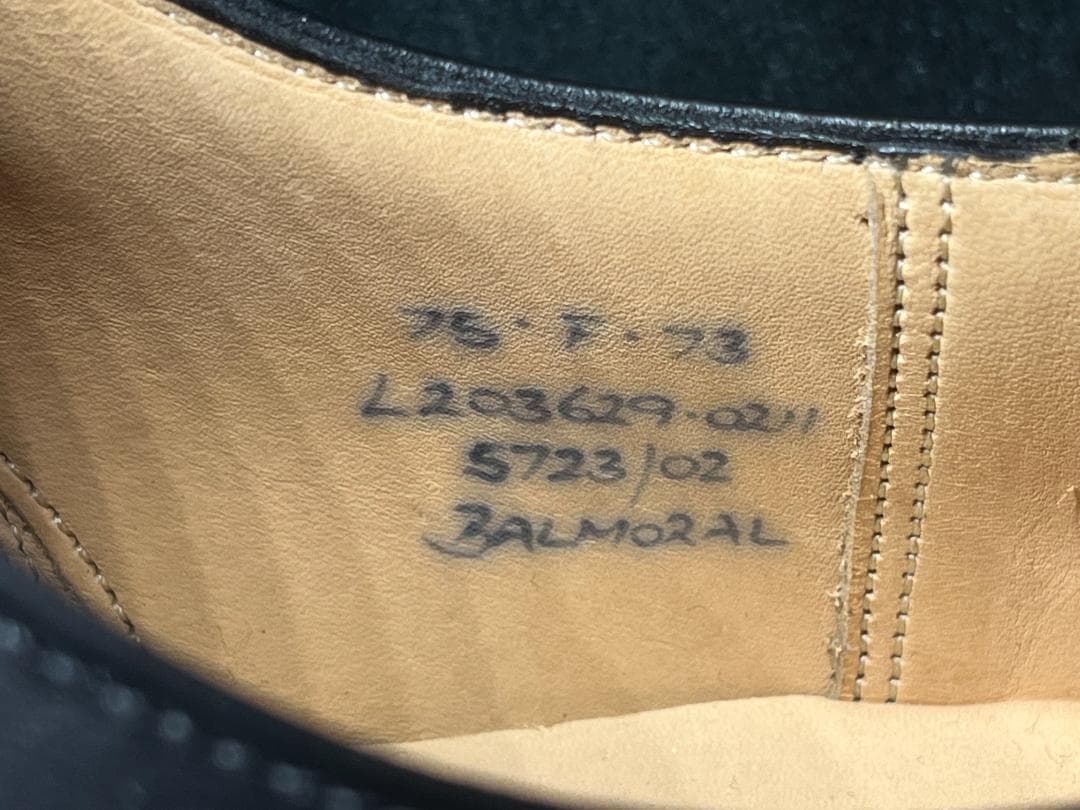 75 · F · 73
L203629-0211
5723/02
BALMORAL